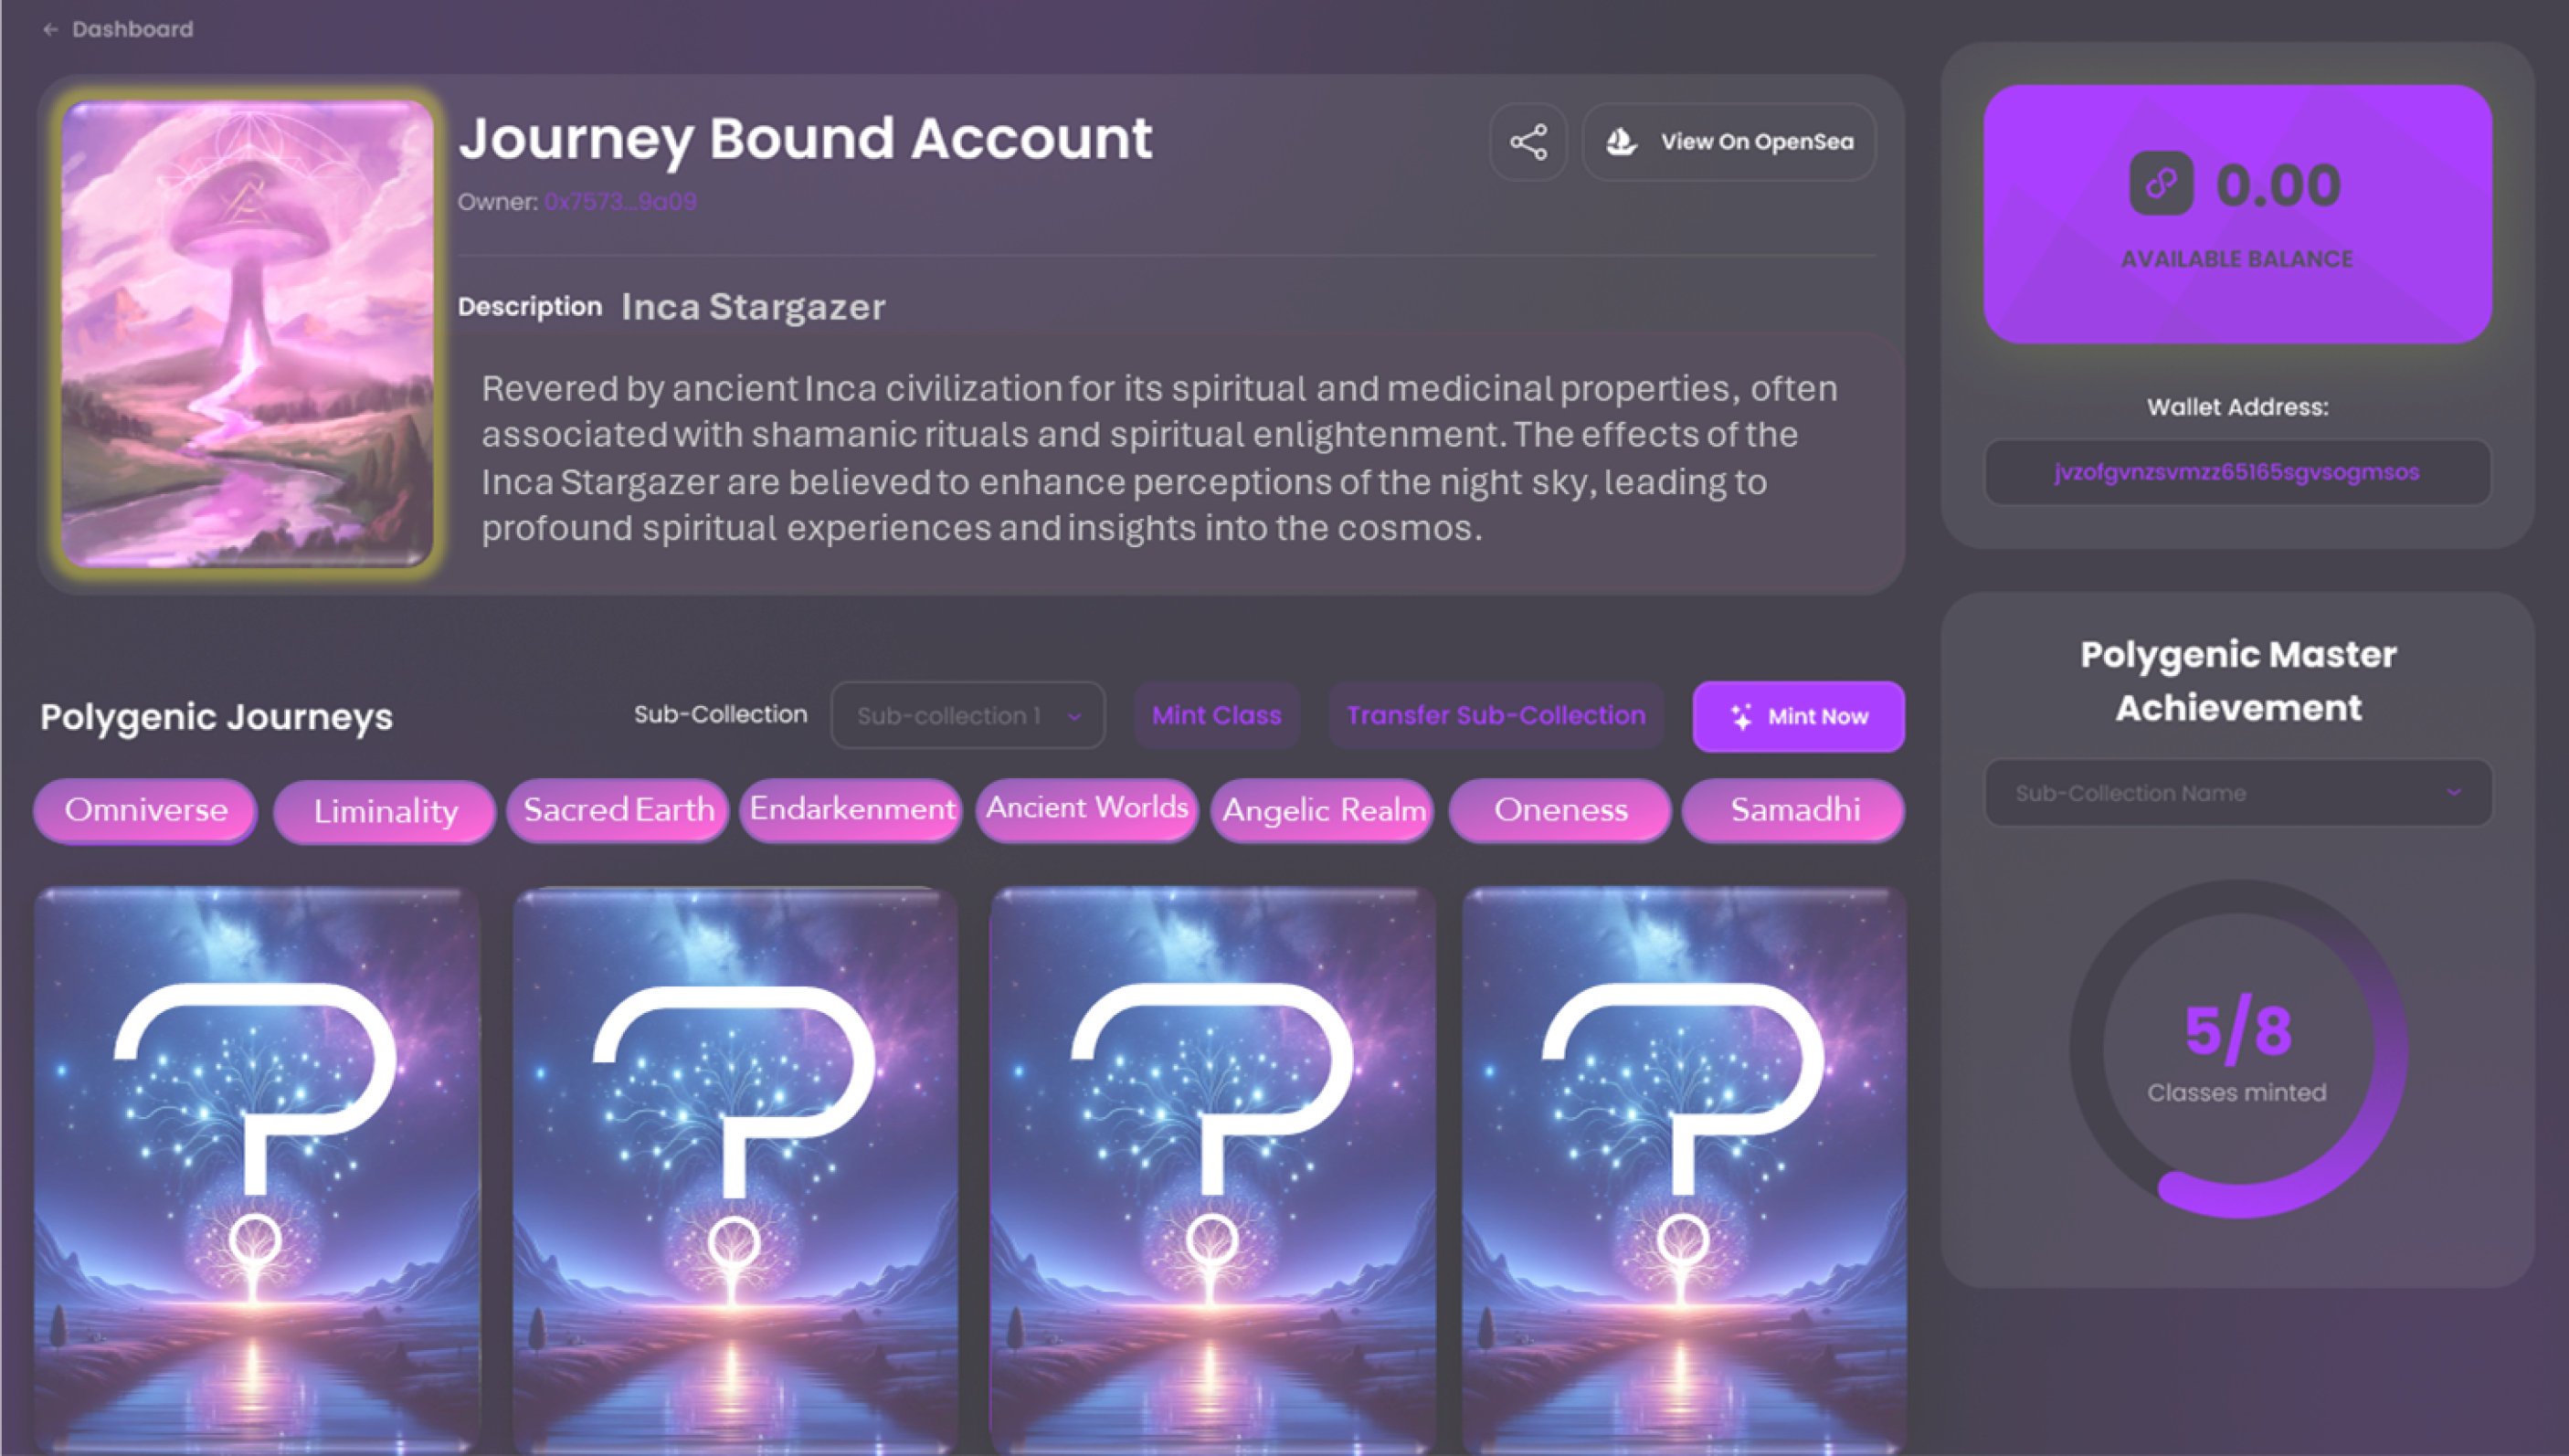 ← Dashboard
Journey Bound Account
Owner: 0x7573...9a09
View On OpenSea
Description Inca Stargazer
Revered by ancient Inca civilization for its spiritual and medicinal properties, often
associated with shamanic rituals and spiritual enlightenment. The effects of the
Inca Stargazer are believed to enhance perceptions of the night sky, leading to
profound spiritual experiences and insights into the cosmos.
0.00
AVAILABLE BALANCE
Wallet Address:
jvzofgvnzsvmzz65165sgvsogmsos
Polygenic Journeys
Sub-Collection
Sub-collection 1
Mint Class
Transfer Sub-Collection
Mint Now
Omniverse
Liminality
Sacred Earth
Endarkenment
Ancient Worlds
Angelic Realm
Oneness
Samadhi
?
?
?
?
Polygenic Master
Achievement
Sub-Collection Name
5/8
Classes minted